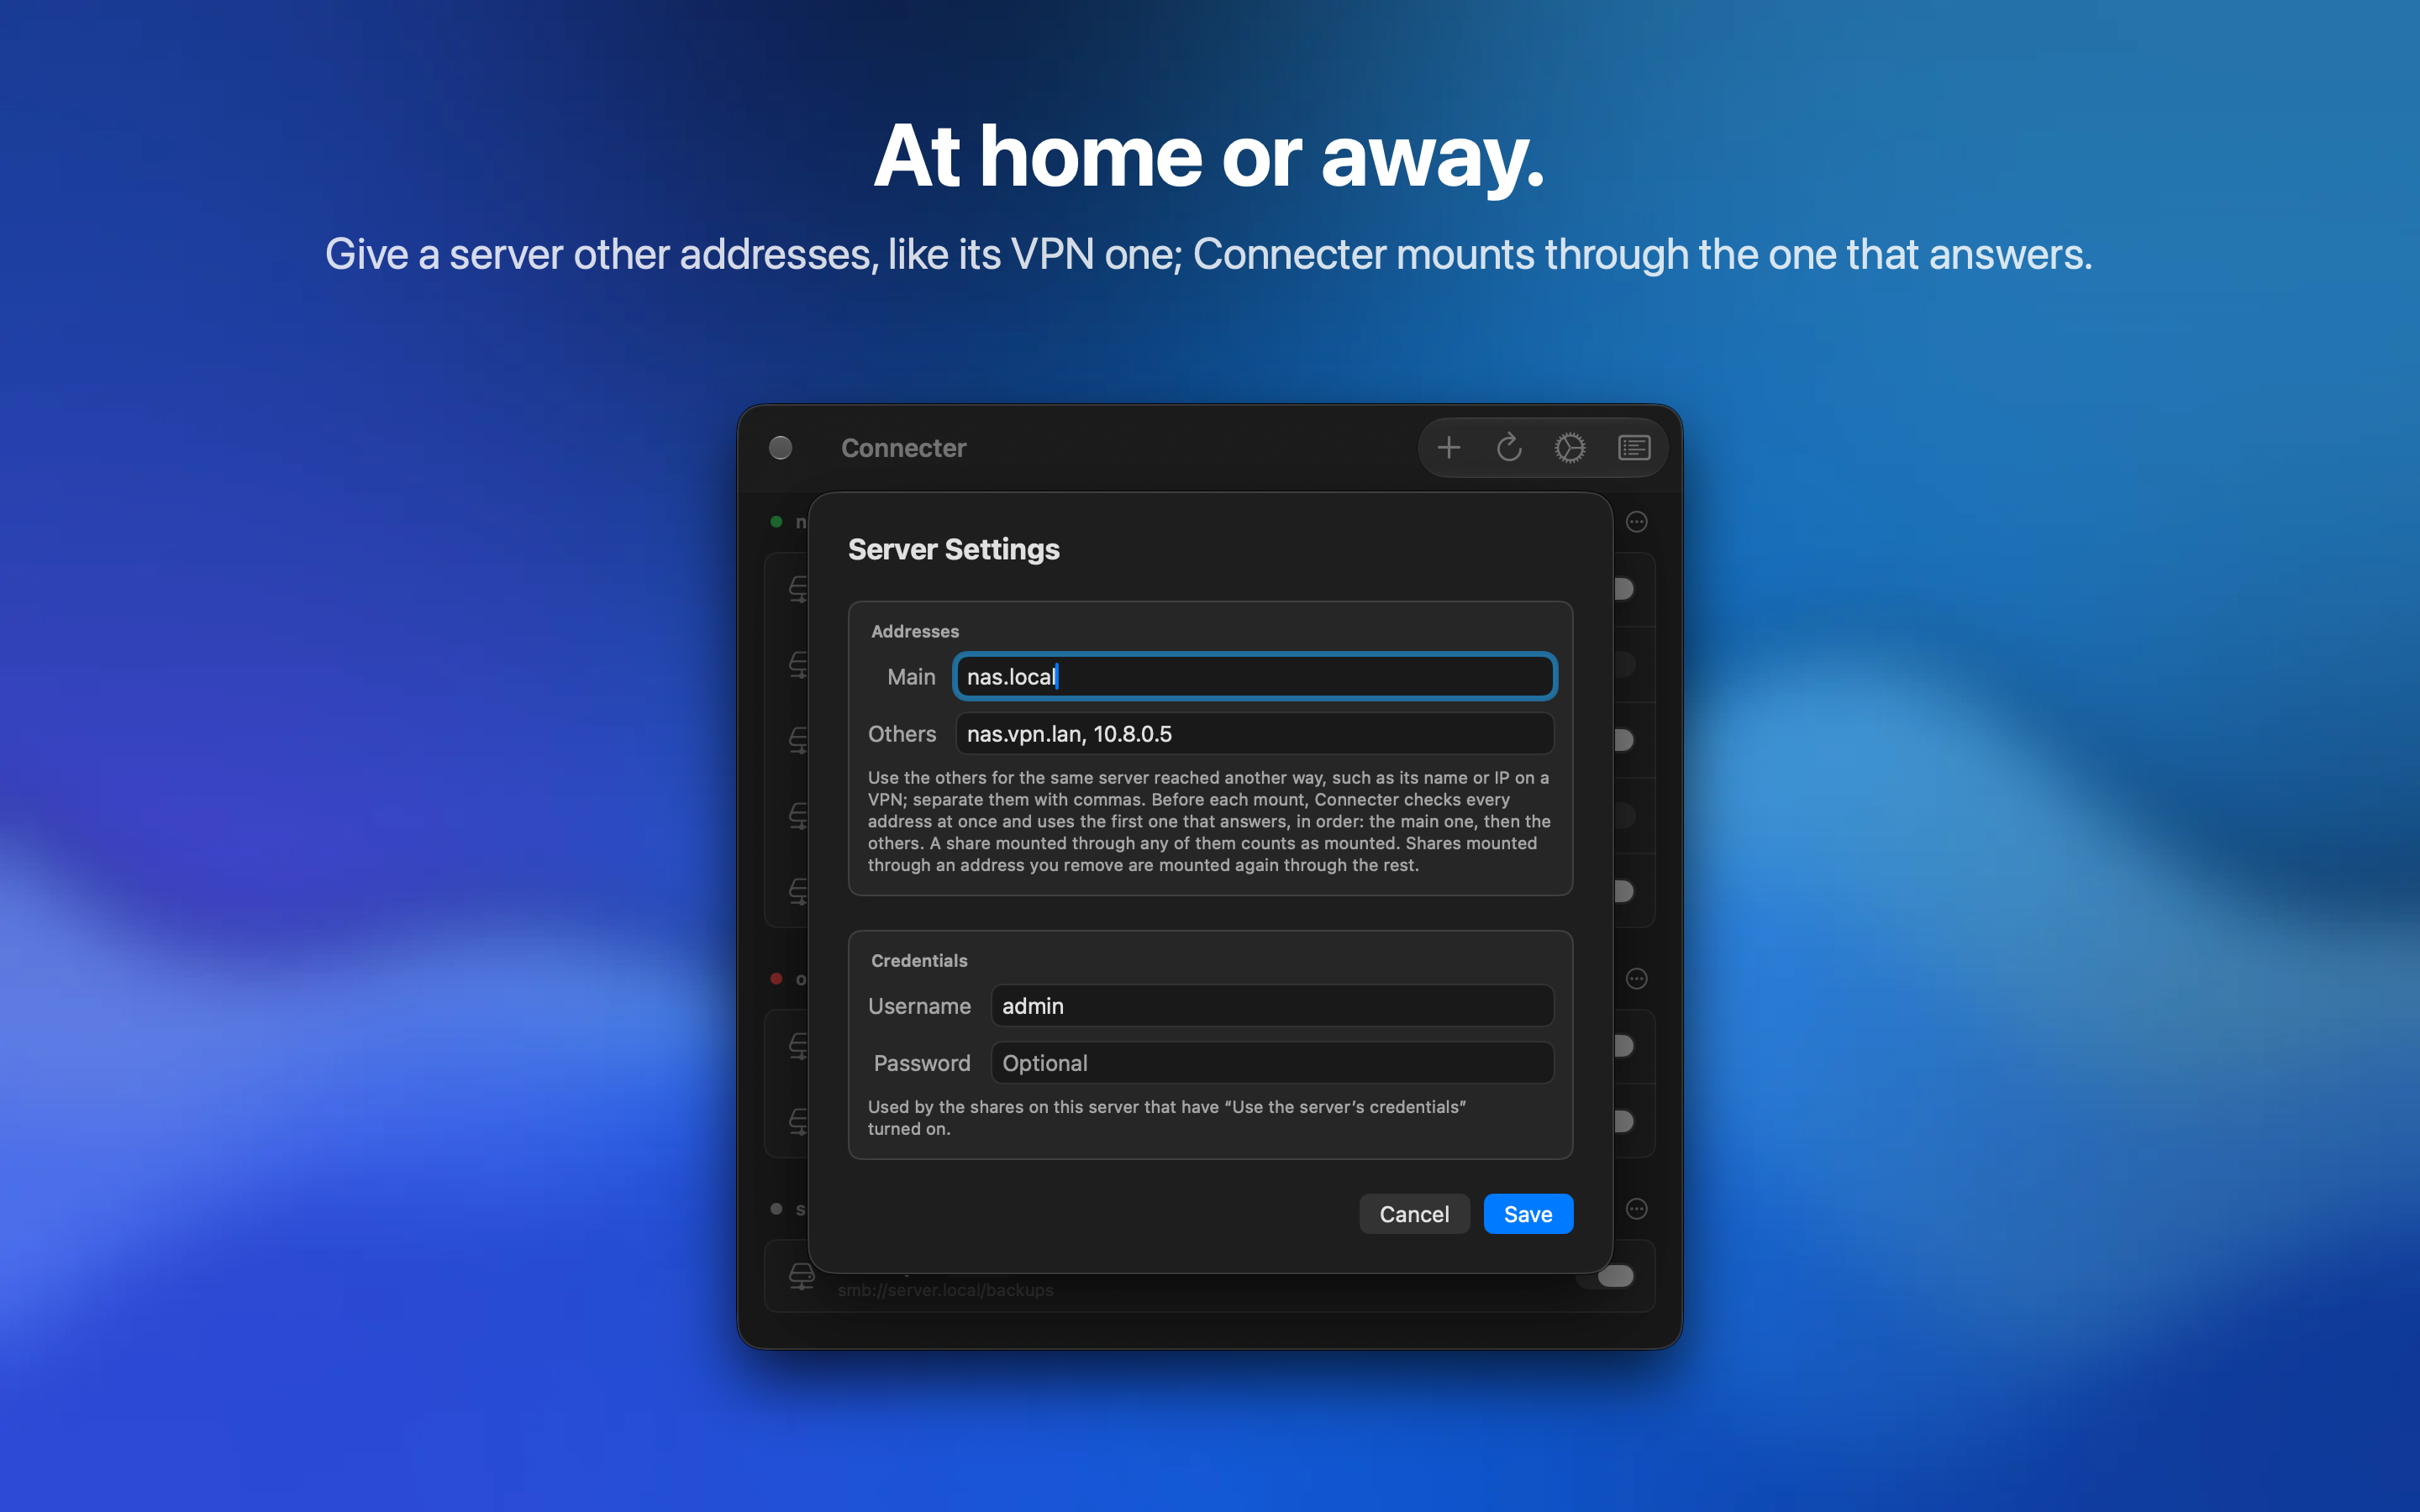 At home or away.
Give a server other addresses, like its VPN one; Connecter mounts through the one that answers.
Connecter
Server Settings
Addresses
Main nas.local
Others nas.vpn.lan, 10.8.0.5
Use the others for the same server reached another way, such as its name or IP on a
VPN; separate them with commas. Before each mount, Connecter checks every
address at once and uses the first one that answers, in order: the main one, then the
others. A share mounted through any of them counts as mounted. Shares mounted
through an address you remove are mounted again through the rest.
Credentials
Username admin
Password Optional
Used by the shares on this server that have “Use the server’s credentials”
turned on.
Cancel Save
smb://server.local/backups